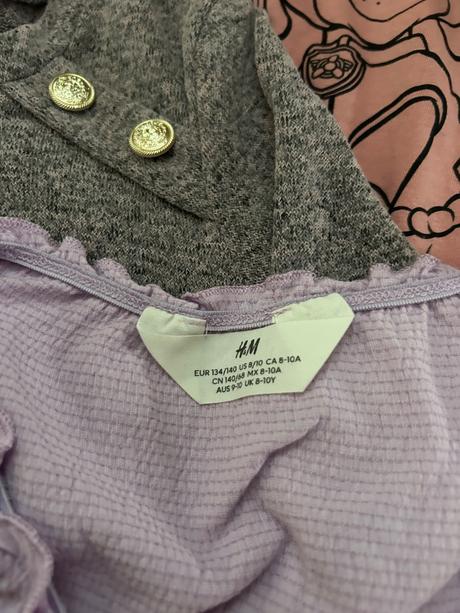 H&M
EUR 134/140 US 8/10 CA 8-10A
CN 140/68 MX 8-10A
AUS 9-10 UK 8-10Y